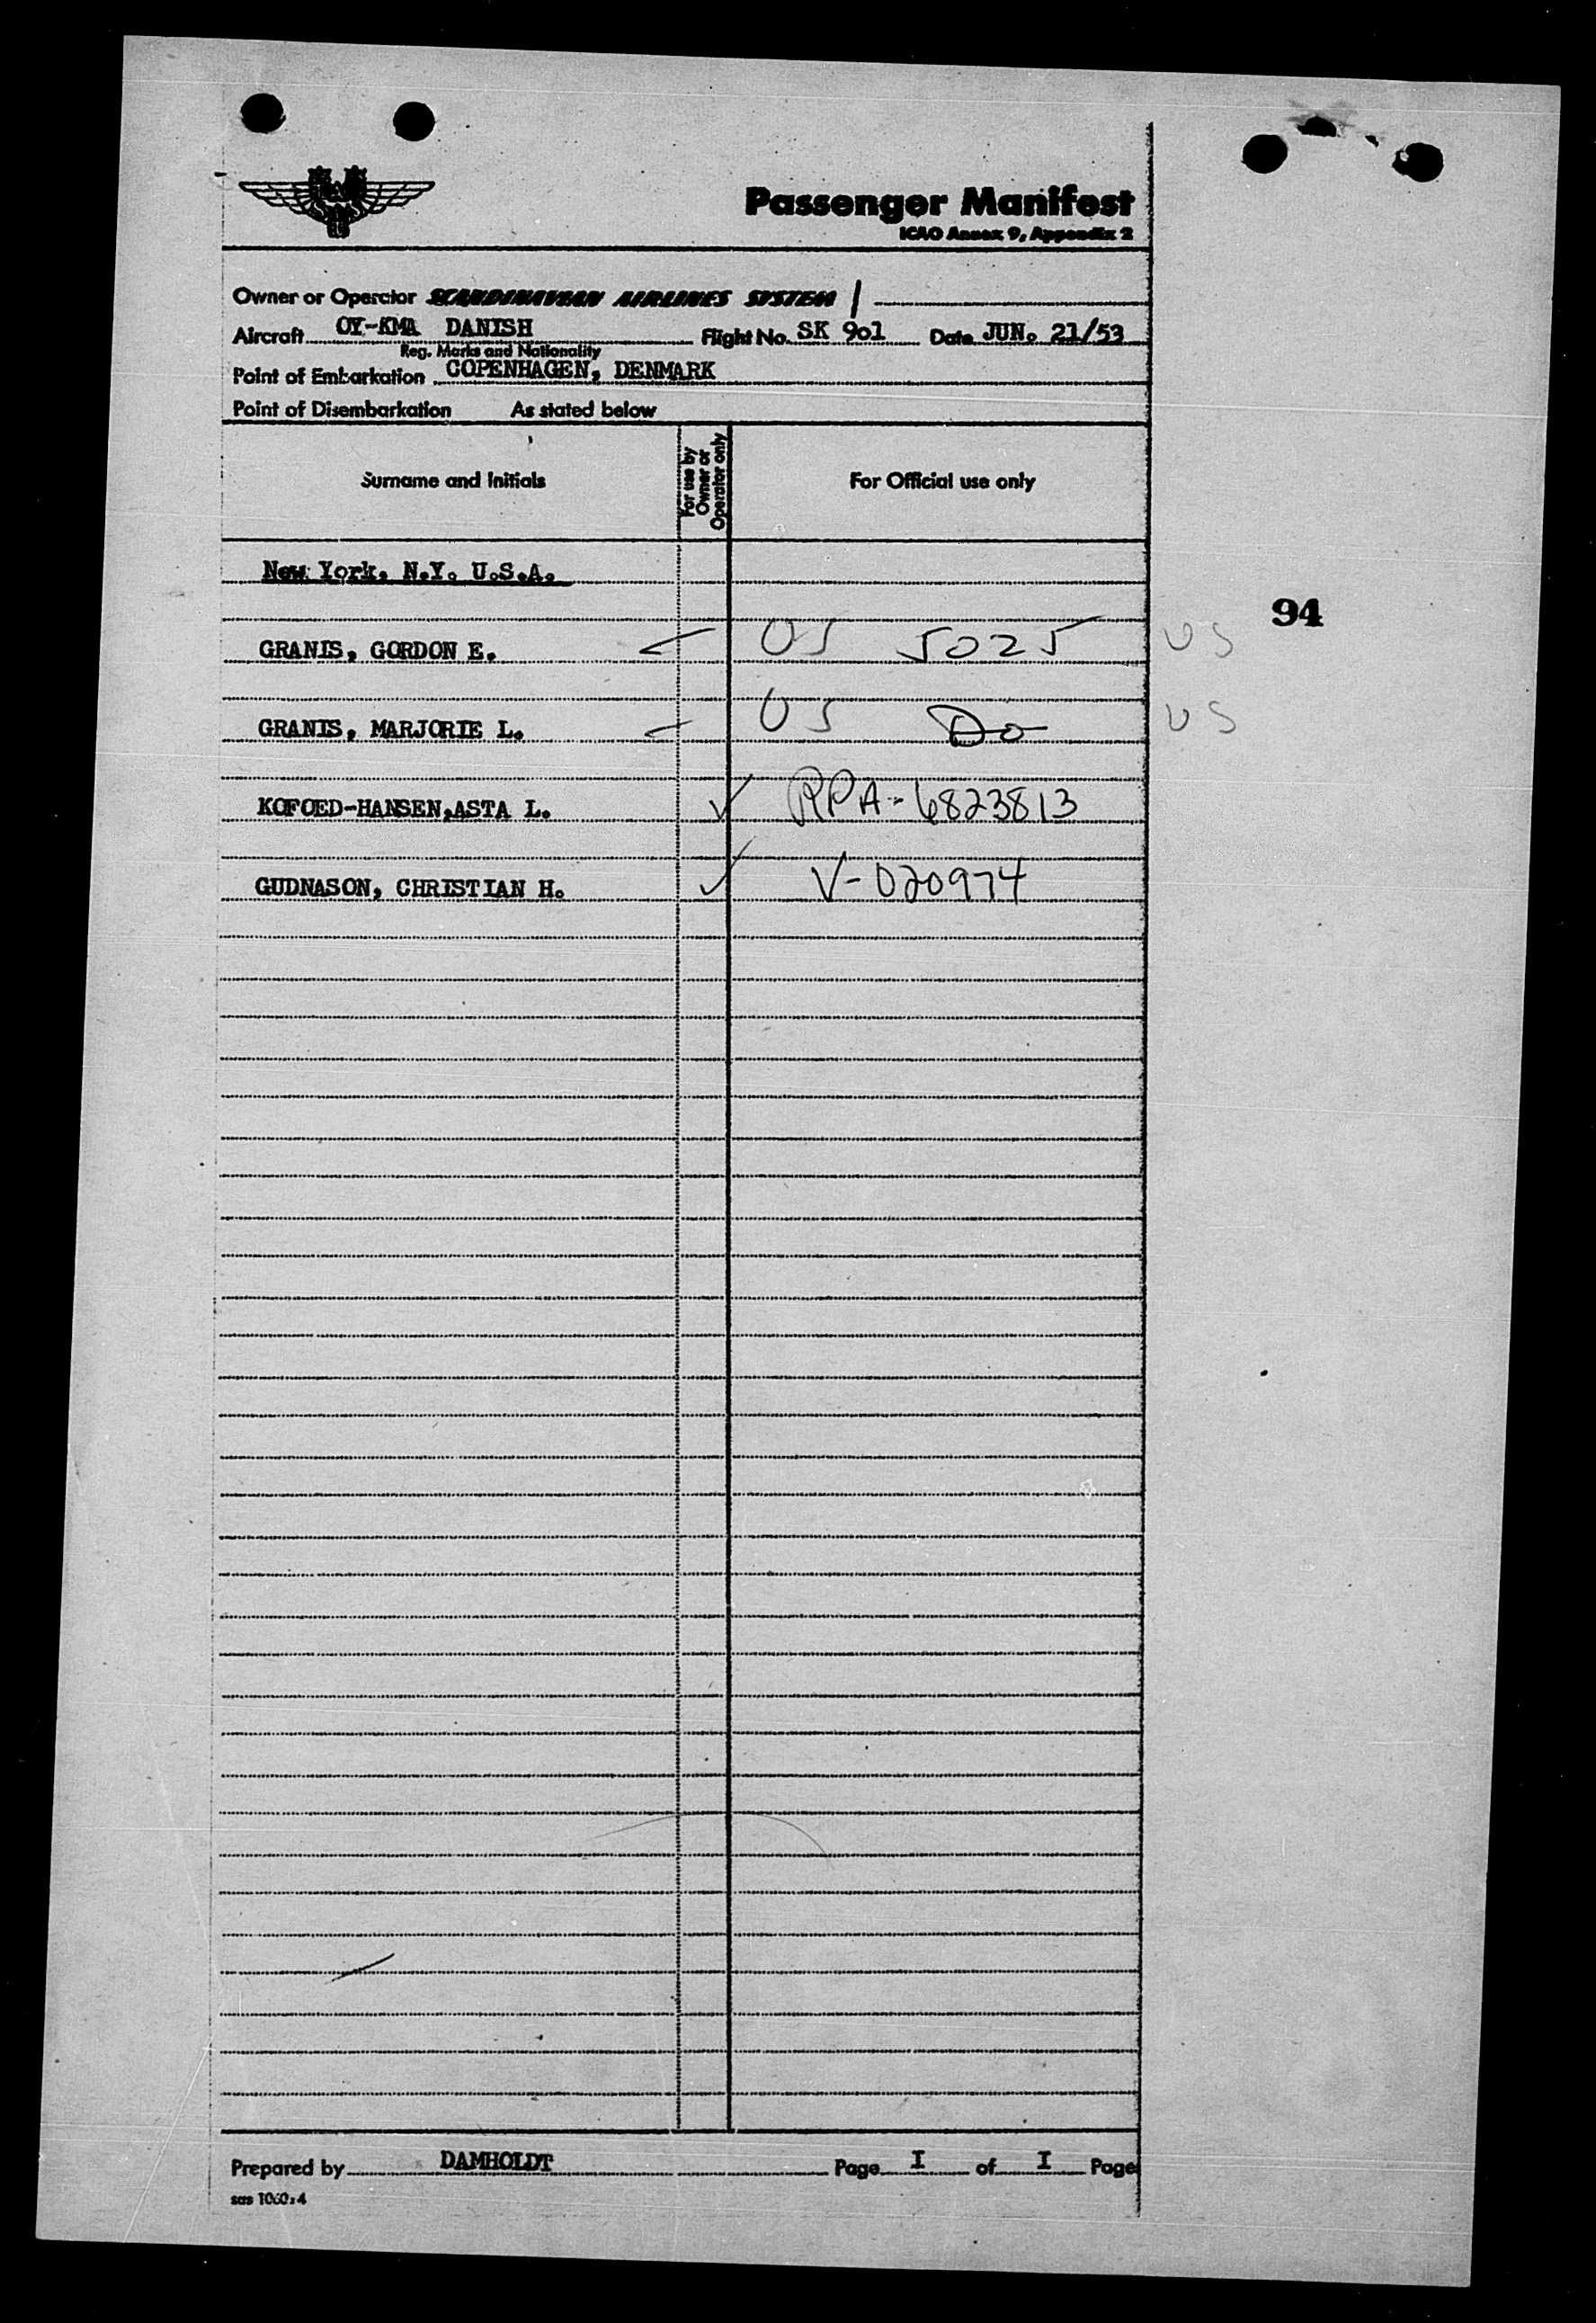 SAS
Passenger Manifest
ICAO Annex 9, Appendix 2
Owner or Operator SCANDINAVIAN AIRLINES SYSTEM
Aircraft OY-KMA DANISH Flight No. SK 901 Date JUN. 21/53
Reg. Marks and Nationality
Point of Embarkation COPENHAGEN, DENMARK
Point of Disembarkation As stated below
Surname and Initials For use by Owner or Operator only For Official use only
New York, N.Y. U.S.A.
94
GRANIS, GORDON E. US 5025 US
GRANIS, MARJORIE L. US Do US
KOFOED-HANSEN,ASTA L. RPA-6823813
GUDNASON, CHRISTIAN H. V-020974
Prepared by DAMHOLDT Page I of I Page
sas 1060:4